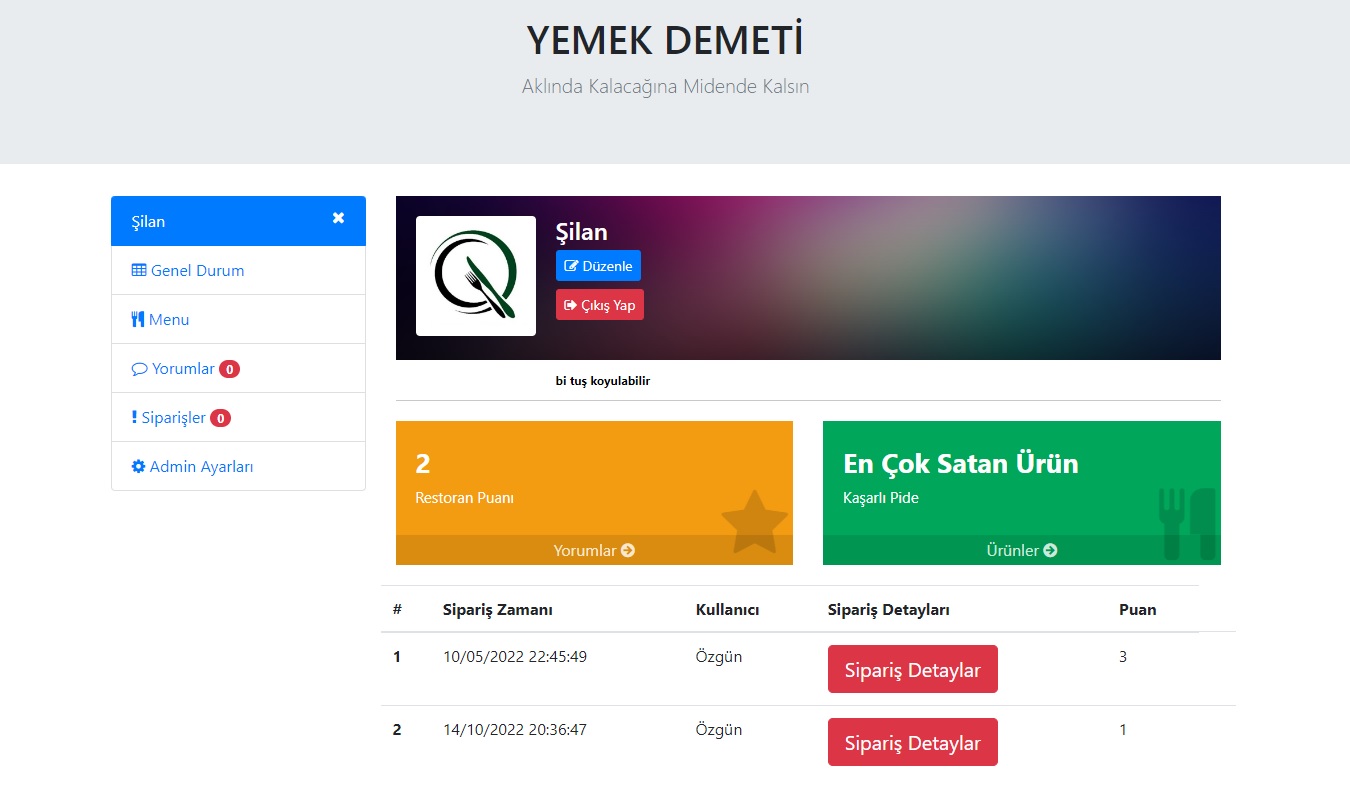 YEMEK DEMETİ
Aklında Kalacağına Midende Kalsın
Şilan
Genel Durum
Menu
Yorumlar 0
Siparişler 0
Admin Ayarları
Şilan
Düzenle
Çıkış Yap
bi tuş koyulabilir
2
Restoran Puanı
Yorumlar
En Çok Satan Ürün
Kaşarlı Pide
Ürünler
# Sipariş Zamanı Kullanıcı Sipariş Detayları Puan
1 10/05/2022 22:45:49 Özgün Sipariş Detaylar 3
2 14/10/2022 20:36:47 Özgün Sipariş Detaylar 1